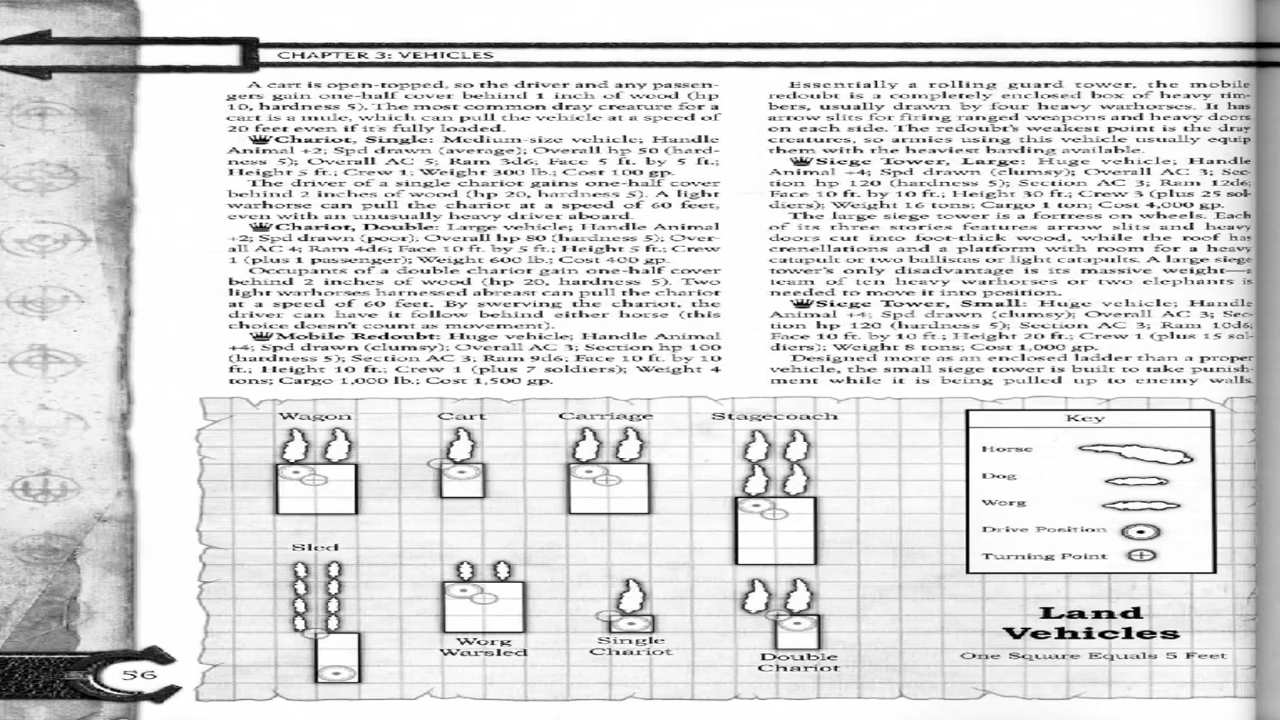 CHAPTER 3: VEHICLES
A cart is open-topped, so the driver and any passen-
gers gain one-half cover behind 1 inch of wood (hp
10, hardness 5). The most common dray creature for a
cart is a mule, which can pull the vehicle at a speed of
20 feet even if it's fully loaded.
Chariot, Single: Medium-size vehicle; Handle
Animal +2; Spd drawn (average); Overall hp 50 (hard-
ness 5); Overall AC 5; Ram 3d6; Face 5 ft. by 5 ft.;
Height 5 ft.; Crew 1; Weight 300 lb.; Cost 100 gp.
The driver of a single chariot gains one-half cover
behind 2 inches of wood (hp 20, hardness 5). A light
warhorse can pull the chariot at a speed of 60 feet,
even with an unusually heavy driver aboard.
Chariot, Double: Large vehicle; Handle Animal
+2; Spd drawn (poor); Overall hp 80 (hardness 5); Over-
all AC 4; Ram 4d6; Face 10 ft. by 5 ft.; Height 5 ft.; Crew
1 (plus 1 passenger); Weight 600 lb.; Cost 400 gp.
Occupants of a double chariot gain one-half cover
behind 2 inches of wood (hp 20, hardness 5). Two
light warhorses harnessed abreast can pull the chariot
at a speed of 60 feet. By swerving the chariot, the
driver can have it follow behind either horse (this
choice doesn't count as movement).
Mobile Redoubt: Huge vehicle; Handle Animal
+4; Spd drawn (clumsy); Overall AC 3; Section hp 100
(hardness 5); Section AC 3; Ram 9d6; Face 10 ft. by 10
ft.; Height 10 ft.; Crew 1 (plus 7 soldiers); Weight 4
tons; Cargo 1,000 lb.; Cost 1,500 gp.
Essentially a rolling guard tower, the mobile
redoubt is a completely enclosed box of heavy tim-
bers, usually drawn by four heavy warhorses. It has
arrow slits for firing ranged weapons and heavy doors
on each side. The redoubt's weakest point is the dray
creatures, so armies using this vehicle usually equip
them with the heaviest barding available.
Siege Tower, Large: Huge vehicle; Handle
Animal +4; Spd drawn (clumsy); Overall AC 3; Sec-
tion hp 120 (hardness 5); Section AC 3; Ram 12d6;
Face 10 ft. by 10 ft.; Height 30 ft.; Crew 3 (plus 25 sol-
diers); Weight 16 tons; Cargo 1 ton; Cost 4,000 gp.
The large siege tower is a fortress on wheels. Each
of its three stories features arrow slits and heavy
doors cut into foot-thick wood, while the roof has
crenellations and a platform with room for a heavy
catapult or two ballistas or light catapults. A large siege
tower's only disadvantage is its massive weight—a
team of ten heavy warhorses or two elephants is
needed to move it into position.
Siege Tower, Small: Huge vehicle; Handle
Animal +4; Spd drawn (clumsy); Overall AC 3; Sec-
tion hp 120 (hardness 5); Section AC 3; Ram 10d6;
Face 10 ft. by 10 ft.; Height 20 ft.; Crew 1 (plus 15 sol-
diers); Weight 8 tons; Cost 1,000 gp.
Designed more as an enclosed ladder than a proper
vehicle, the small siege tower is built to take punish-
ment while it is being pulled up to enemy walls.
Wagon
Cart
Carriage
Stagecoach
Sled
Worg
Warsled
Single
Chariot
Double
Chariot
Key
Horse
Dog
Worg
Drive Position
Turning Point
Land
Vehicles
One Square Equals 5 Feet
56